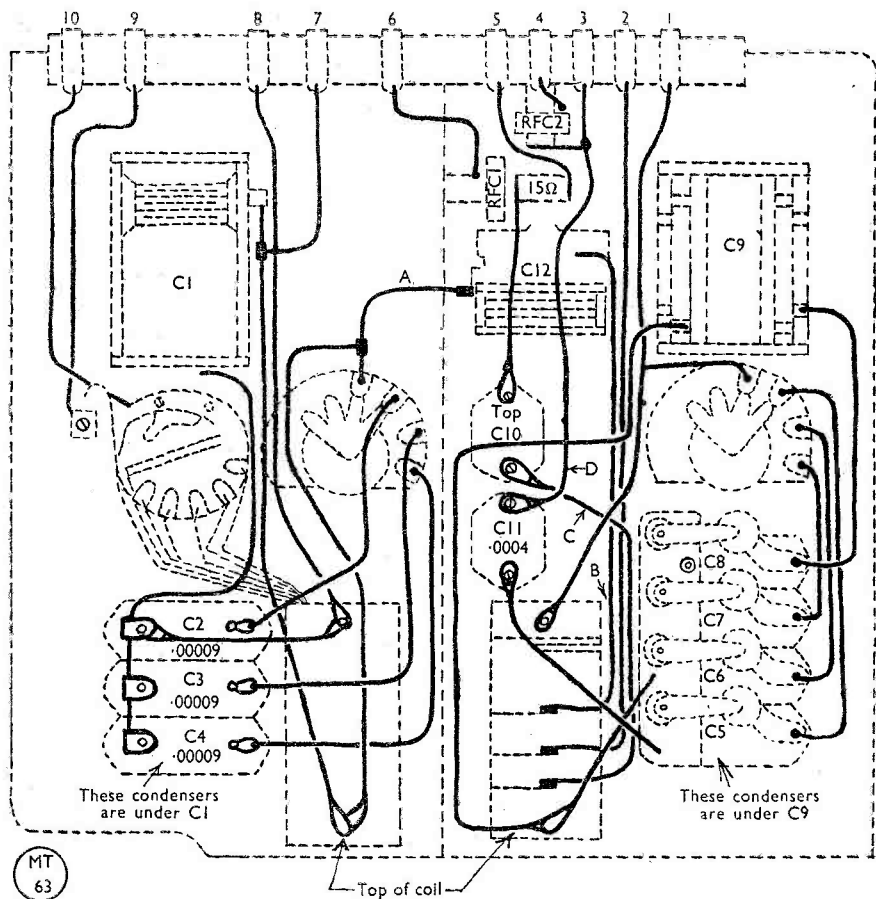 10 9 8 7 6 5 4 3 2 1
RFC2
RFC1
15Ω
C1
C12
C9
A
Top
C10
D
C11
.0004
C
B
C8
C7
C6
C5
C2
.00009
C3
.00009
C4
.00009
These condensers
are under C1
These condensers
are under C9
Top of coil
MT
63